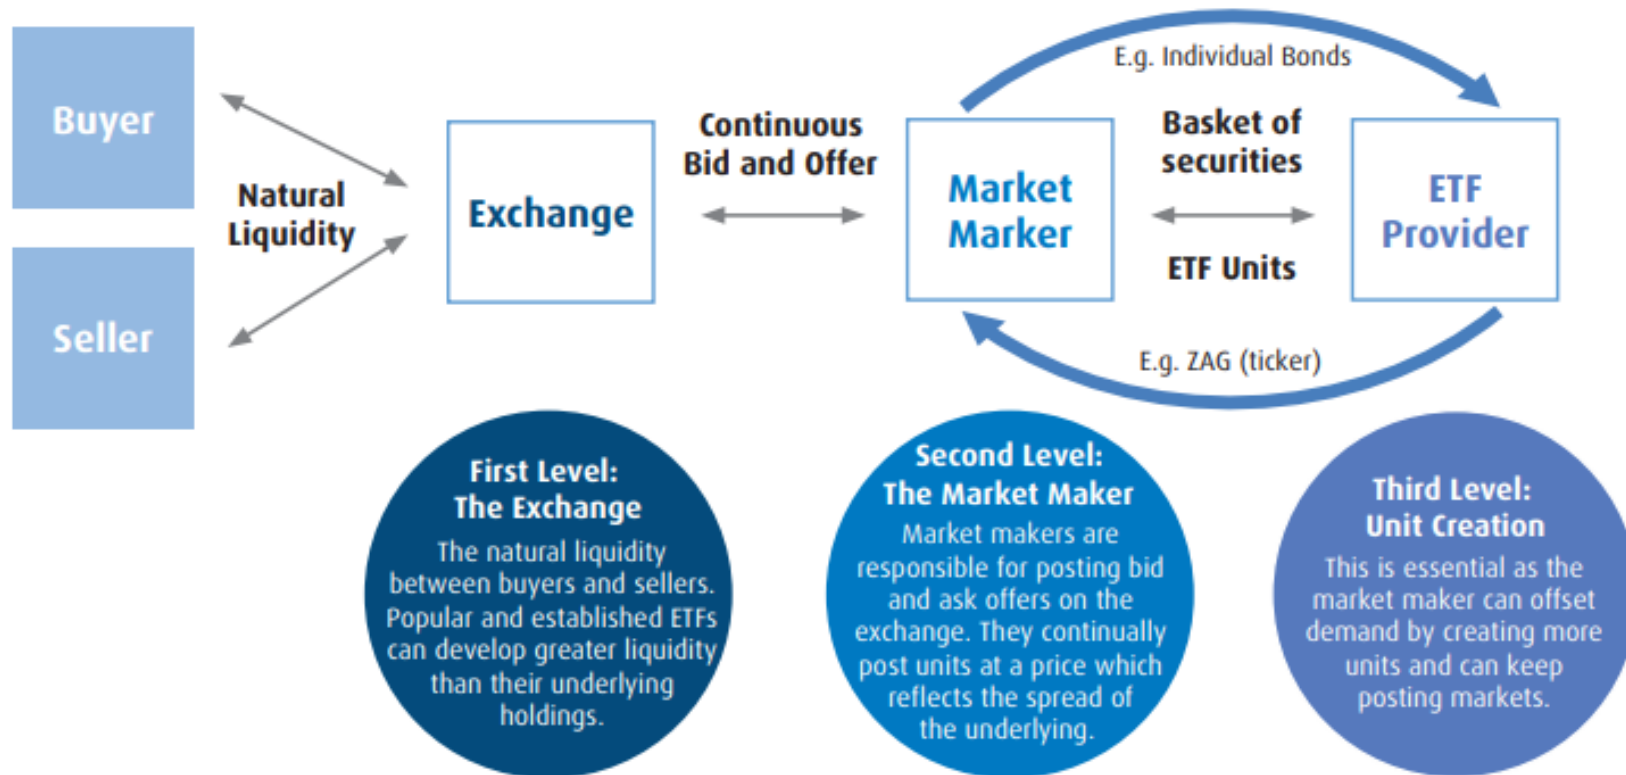 Buyer
Seller
Natural
Liquidity
Exchange
Continuous
Bid and Offer
Market
Marker
E.g. Individual Bonds
Basket of
securities
ETF Units
E.g. ZAG (ticker)
ETF
Provider
First Level:
The Exchange
The natural liquidity
between buyers and sellers.
Popular and established ETFs
can develop greater liquidity
than their underlying
holdings.
Second Level:
The Market Maker
Market makers are
responsible for posting bid
and ask offers on the
exchange. They continually
post units at a price which
reflects the spread of
the underlying.
Third Level:
Unit Creation
This is essential as the
market maker can offset
demand by creating more
units and can keep
posting markets.